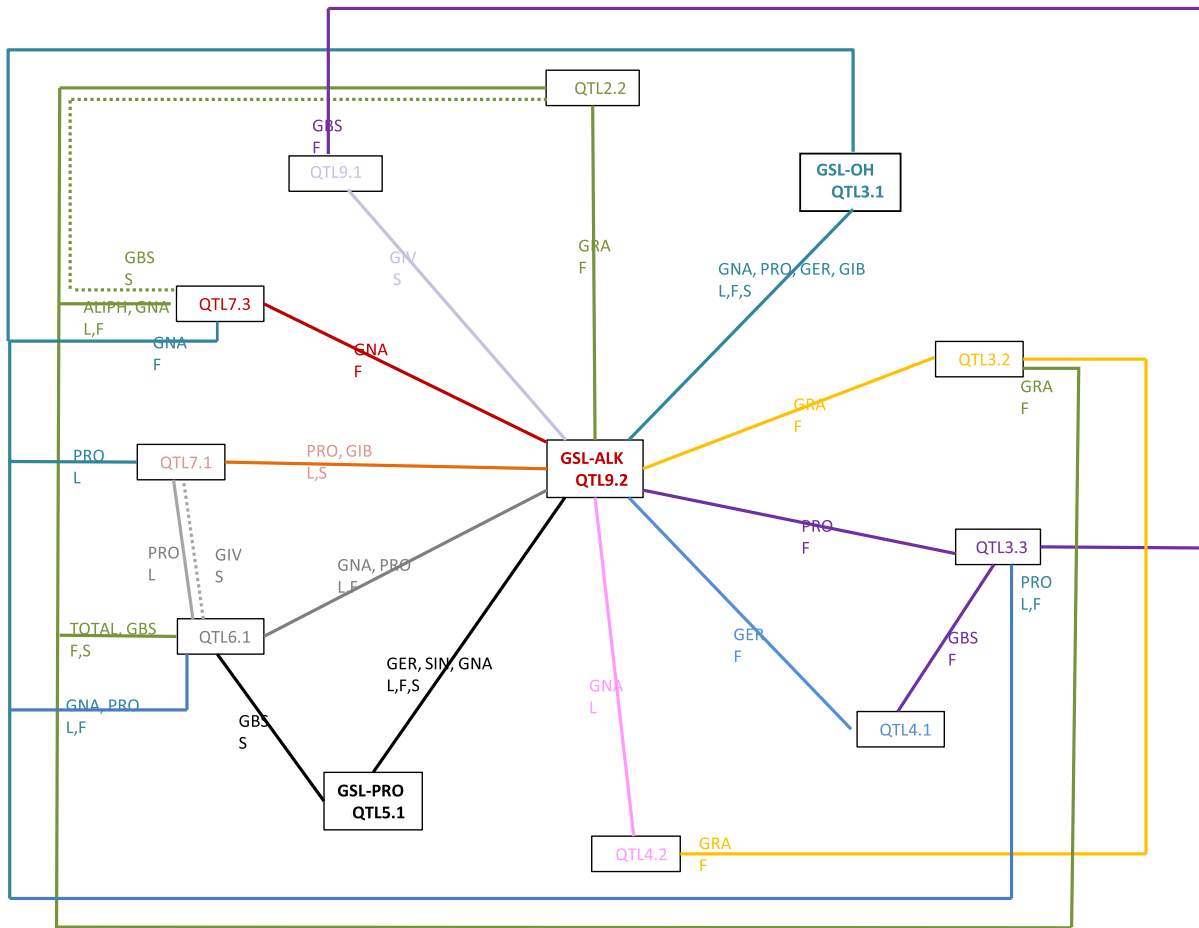 QTL2.2
GBS
F
QTL9.1
GSL-OH
QTL3.1
GRA
F
GIV
S
GBS
S
GNA, PRO, GER, GIB
L,F,S
QTL7.3
ALIPH, GNA
L,F
GNA
F
GNA
F
QTL3.2
GRA
F
GRA
F
PRO
L
QTL7.1
PRO, GIB
L,S
GSL-ALK
QTL9.2
PRO
F
QTL3.3
PRO
L
GIV
S
GNA, PRO
L,F
PRO
L,F
TOTAL, GBS
F,S
QTL6.1
GER
F
GBS
F
GER, SIN, GNA
L,F,S
GNA
L
GNA, PRO
L,F
GBS
S
QTL4.1
GSL-PRO
QTL5.1
QTL4.2
GRA
F